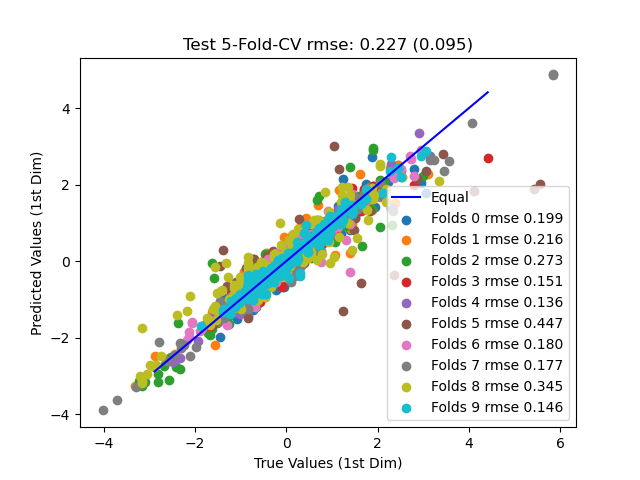 Test 5-Fold-CV rmse: 0.227 (0.095)
Predicted Values (1st Dim)
4
2
0
−2
−4
Equal
Folds 0 rmse 0.199
Folds 1 rmse 0.216
Folds 2 rmse 0.273
Folds 3 rmse 0.151
Folds 4 rmse 0.136
Folds 5 rmse 0.447
Folds 6 rmse 0.180
Folds 7 rmse 0.177
Folds 8 rmse 0.345
Folds 9 rmse 0.146
−4 −2 0 2 4 6
True Values (1st Dim)